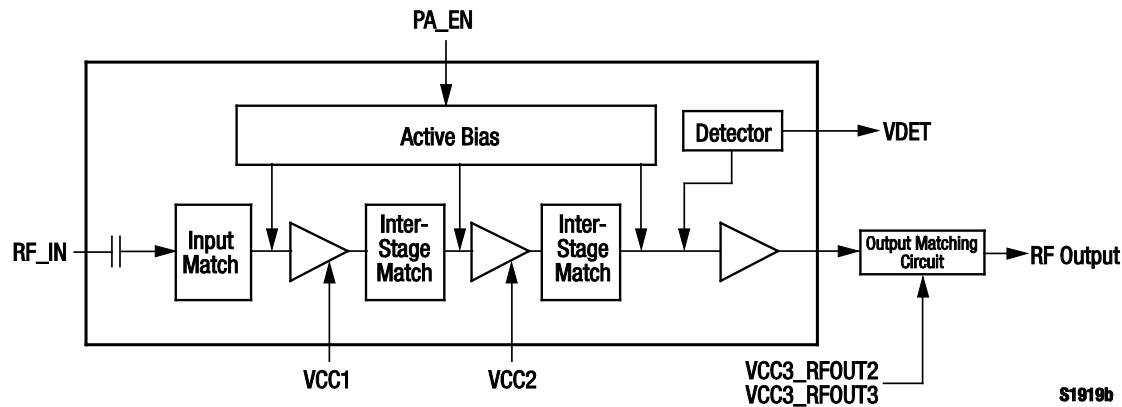 PA_EN
Active Bias
Detector
VDET
RF_IN
Input
Match
Inter-
Stage
Match
Inter-
Stage
Match
Output Matching
Circuit
RF Output
VCC1
VCC2
VCC3_RFOUT2
VCC3_RFOUT3
S1919b